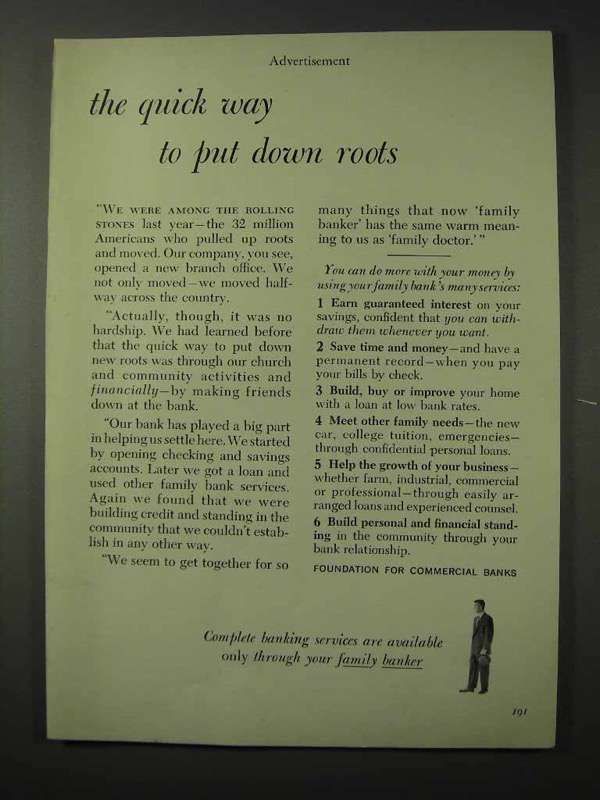 Advertisement
the quick way
to put down roots
"WE WERE AMONG THE ROLLING
STONES last year—the 32 million
Americans who pulled up roots
and moved. Our company, you see,
opened a new branch office. We
not only moved—we moved half-
way across the country.
"Actually, though, it was no
hardship. We had learned before
that the quick way to put down
new roots was through our church
and community activities and
financially—by making friends
down at the bank.
"Our bank has played a big part
in helping us settle here. We started
by opening checking and savings
accounts. Later we got a loan and
used other family bank services.
Again we found that we were
building credit and standing in the
community that we couldn't estab-
lish in any other way.
"We seem to get together for so
many things that now 'family
banker' has the same warm mean-
ing to us as 'family doctor.'"
You can do more with your money by
using your family bank's many services:
1 Earn guaranteed interest on your
savings, confident that you can with-
draw them whenever you want.
2 Save time and money—and have a
permanent record—when you pay
your bills by check.
3 Build, buy or improve your home
with a loan at low bank rates.
4 Meet other family needs—the new
car, college tuition, emergencies—
through confidential personal loans.
5 Help the growth of your business—
whether farm, industrial, commercial
or professional—through easily ar-
ranged loans and experienced counsel.
6 Build personal and financial stand-
ing in the community through your
bank relationship.
FOUNDATION FOR COMMERCIAL BANKS
Complete banking services are available
only through your family banker
191